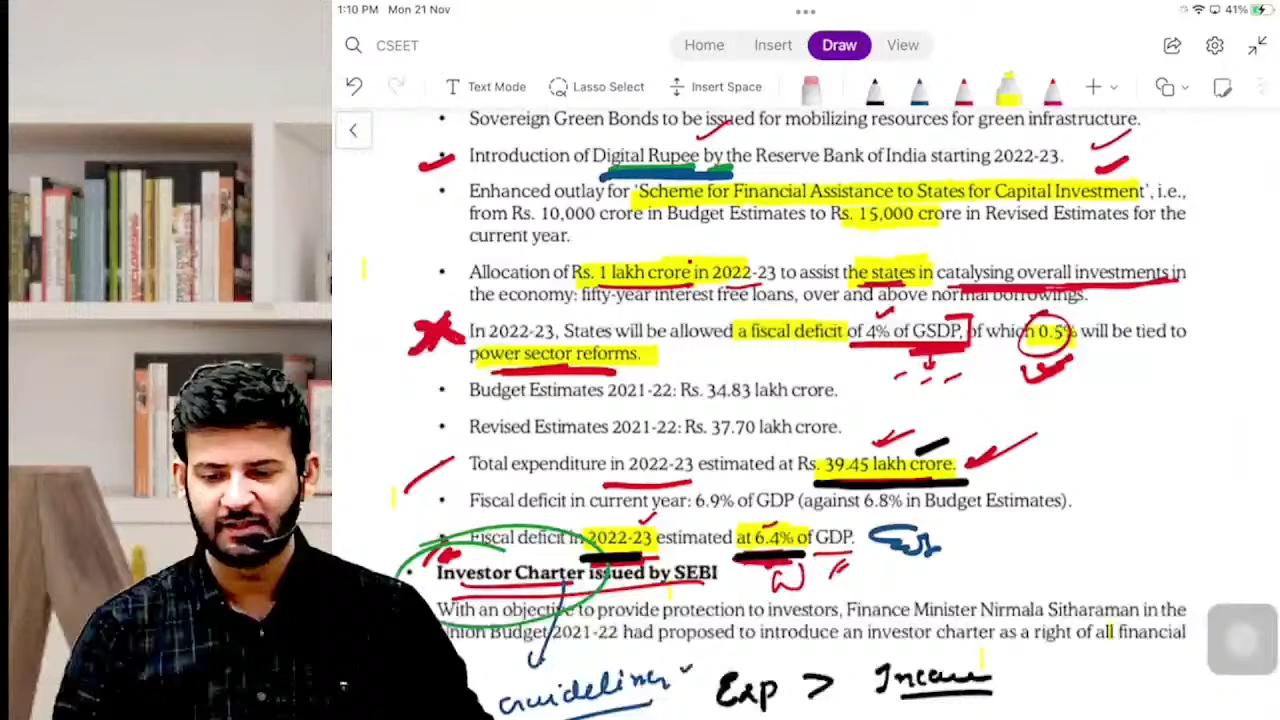 1:10 PM Mon 21 Nov
41%
CSEET
Home Insert Draw View
Text Mode Lasso Select Insert Space
Sovereign Green Bonds to be issued for mobilizing resources for green infrastructure.
• Introduction of Digital Rupee by the Reserve Bank of India starting 2022-23.
• Enhanced outlay for ‘Scheme for Financial Assistance to States for Capital Investment’, i.e.,
from Rs. 10,000 crore in Budget Estimates to Rs. 15,000 crore in Revised Estimates for the
current year.
• Allocation of Rs. 1 lakh crore in 2022-23 to assist the states in catalysing overall investments in
the economy: fifty-year interest free loans, over and above normal borrowings.
In 2022-23, States will be allowed a fiscal deficit of 4% of GSDP, of which 0.5% will be tied to
power sector reforms.
• Budget Estimates 2021-22: Rs. 34.83 lakh crore.
• Revised Estimates 2021-22: Rs. 37.70 lakh crore.
• Total expenditure in 2022-23 estimated at Rs. 39.45 lakh crore.
• Fiscal deficit in current year: 6.9% of GDP (against 6.8% in Budget Estimates).
• Fiscal deficit in 2022-23 estimated at 6.4% of GDP.
• Investor Charter issued by SEBI
With an objective to provide protection to investors, Finance Minister Nirmala Sitharaman in the
Union Budget 2021-22 had proposed to introduce an investor charter as a right of all financial
Guidelines Exp > Income